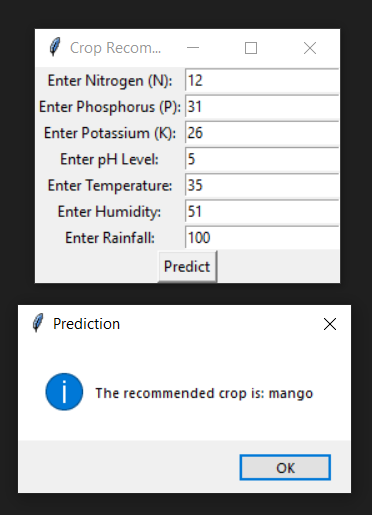 Crop Recom...
Enter Nitrogen (N): 12
Enter Phosphorus (P): 31
Enter Potassium (K): 26
Enter pH Level: 5
Enter Temperature: 35
Enter Humidity: 51
Enter Rainfall: 100
Predict
Prediction
The recommended crop is: mango
OK